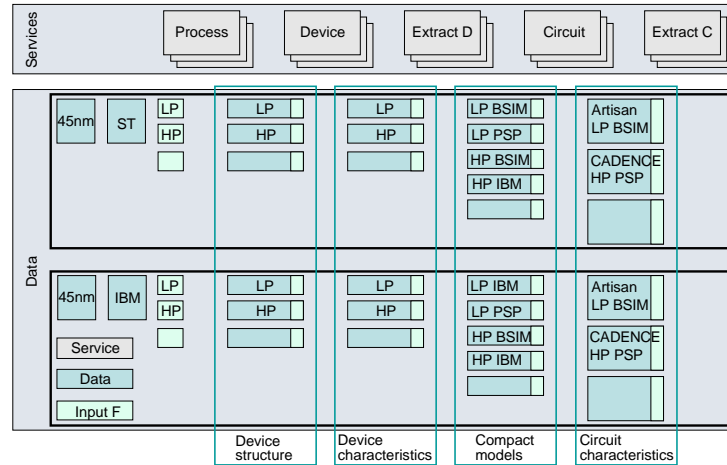 Services
Process
Device
Extract D
Circuit
Extract C
Data
45nm
ST
LP
HP
LP
HP
LP
HP
LP BSIM
LP PSP
HP BSIM
HP IBM
Artisan
LP BSIM
CADENCE
HP PSP
45nm
IBM
LP
HP
LP
HP
LP
HP
LP IBM
LP PSP
HP BSIM
HP IBM
Artisan
LP BSIM
CADENCE
HP PSP
Service
Data
Input F
Device
structure
Device
characteristics
Compact
models
Circuit
characteristics